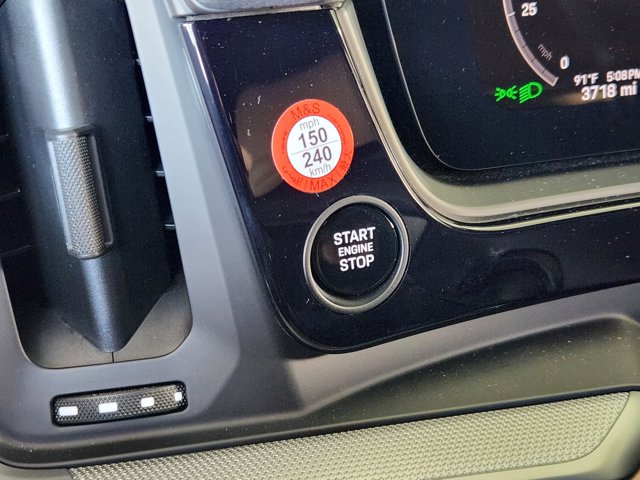 25
mph
0
91°F 5:08PM
3718 mi
M&S
mph
150
240
km/h
MAX
START
ENGINE
STOP